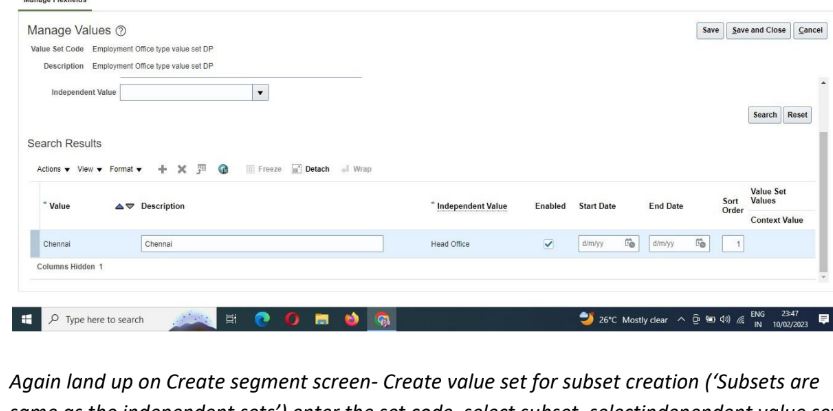 Manage Flexfields
Manage Values
Save Save and Close Cancel
Value Set Code Employment Office type value set DP
Description Employment Office type value set DP
Independent Value
Search Reset
Search Results
Actions View Format Freeze Detach Wrap
* Value Description * Independent Value Enabled Start Date End Date Sort Order Value Set Values
Context Value
Chennai Chennai Head Office d/m/yy d/m/yy 1
Columns Hidden 1
Type here to search 26°C Mostly clear ENG 23:47
IN 10/02/2023
Again land up on Create segment screen- Create value set for subset creation (‘Subsets are
same as the independent sets’) enter the set code, select subset, selectindependent value set